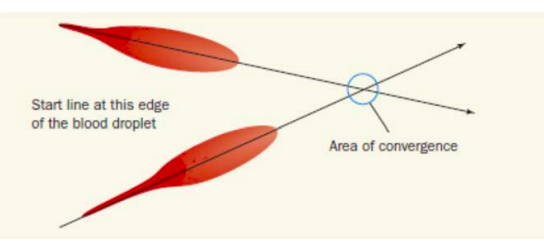 Start line at this edge
of the blood droplet
Area of convergence